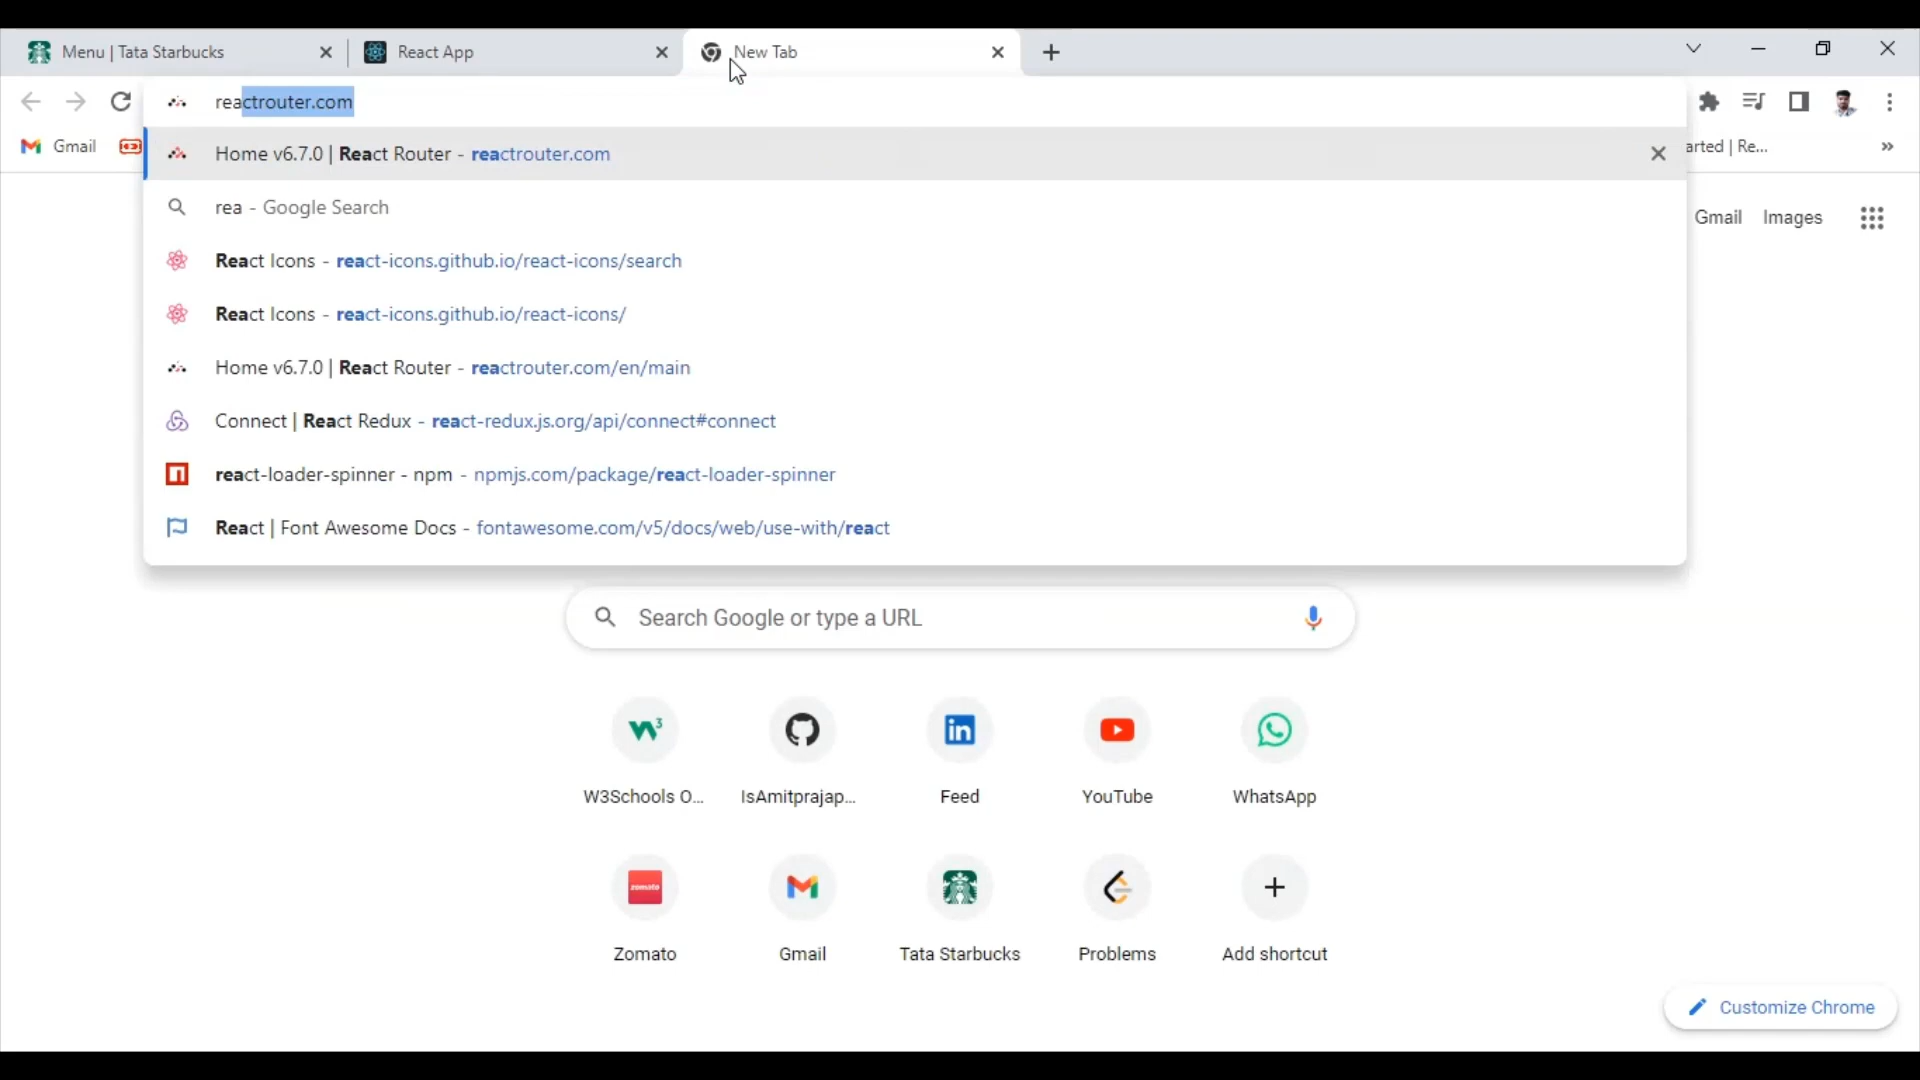 Menu | Tata Starbucks
React App
New Tab
reactrouter.com
Gmail
Home v6.7.0 | React Router - reactrouter.com
arted | Re...
»
rea - Google Search
Gmail
Images
React Icons - react-icons.github.io/react-icons/search
React Icons - react-icons.github.io/react-icons/
Home v6.7.0 | React Router - reactrouter.com/en/main
Connect | React Redux - react-redux.js.org/api/connect#connect
react-loader-spinner - npm - npmjs.com/package/react-loader-spinner
React | Font Awesome Docs - fontawesome.com/v5/docs/web/use-with/react
Search Google or type a URL
W3Schools O...
IsAmitprajap...
Feed
YouTube
WhatsApp
zomato
Zomato
Gmail
Tata Starbucks
Problems
Add shortcut
Customize Chrome